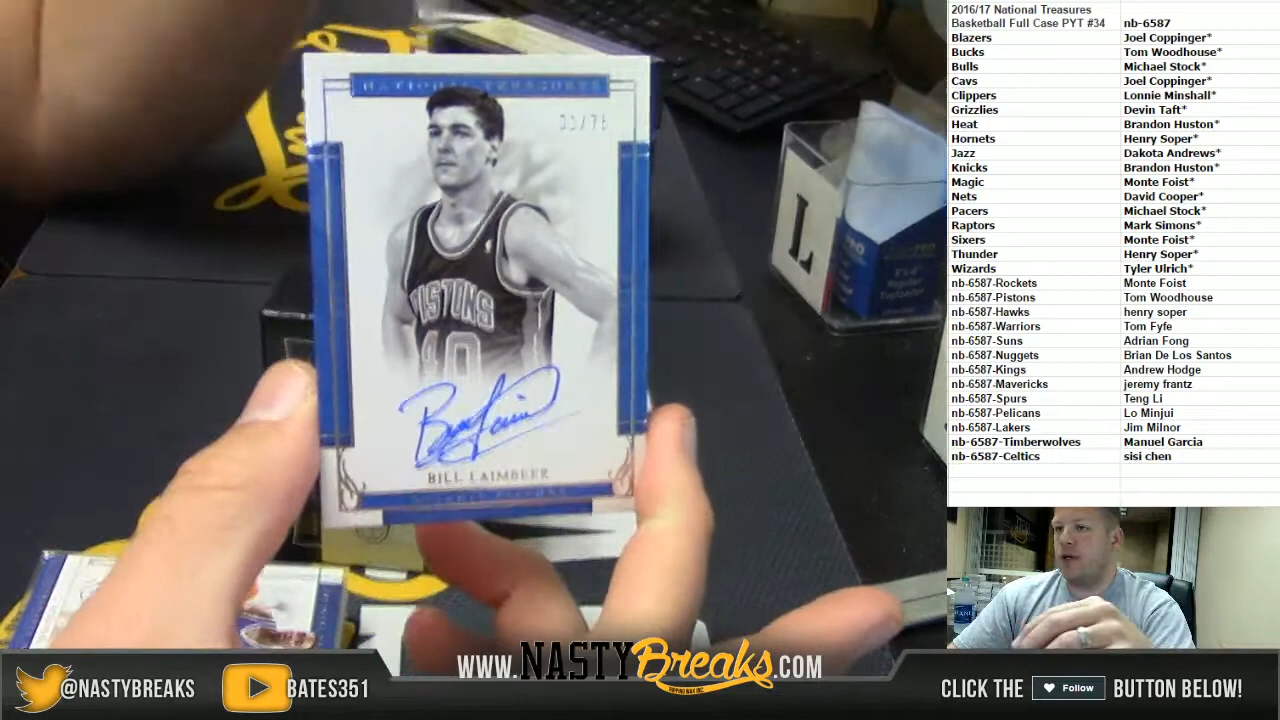 2016/17 National Treasures
Basketball Full Case PYT #34 nb-6587
Blazers Joel Coppinger*
Bucks Tom Woodhouse*
Bulls Michael Stock*
Cavs Joel Coppinger*
Clippers Lonnie Minshall*
Grizzlies Devin Taft*
Heat Brandon Huston*
Hornets Henry Soper*
Jazz Dakota Andrews*
Knicks Brandon Huston*
Magic Monte Foist*
Nets David Cooper*
Pacers Michael Stock*
Raptors Mark Simons*
Sixers Monte Foist*
Thunder Henry Soper*
Wizards Tyler Ulrich*
nb-6587-Rockets Monte Foist
nb-6587-Pistons Tom Woodhouse
nb-6587-Hawks henry soper
nb-6587-Warriors Tom Fyfe
nb-6587-Suns Adrian Fong
nb-6587-Nuggets Brian De Los Santos
nb-6587-Kings Andrew Hodge
nb-6587-Mavericks jeremy frantz
nb-6587-Spurs Teng Li
nb-6587-Pelicans Lo Minjui
nb-6587-Lakers Jim Milnor
nb-6587-Timberwolves Manuel Garcia
nb-6587-Celtics sisi chen
NATIONAL TREASURES
PISTONS
BILL LAIMBEER
L
@NASTYBREAKS
BATES351
WWW.NASTYBreaks.COM
CLICK THE Follow BUTTON BELOW!